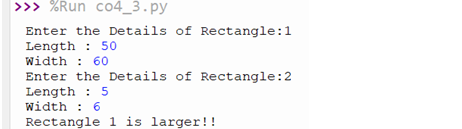 >>> %Run co4_3.py
Enter the Details of Rectangle:1
Length : 50
Width : 60
Enter the Details of Rectangle:2
Length : 5
Width : 6
Rectangle 1 is larger!!